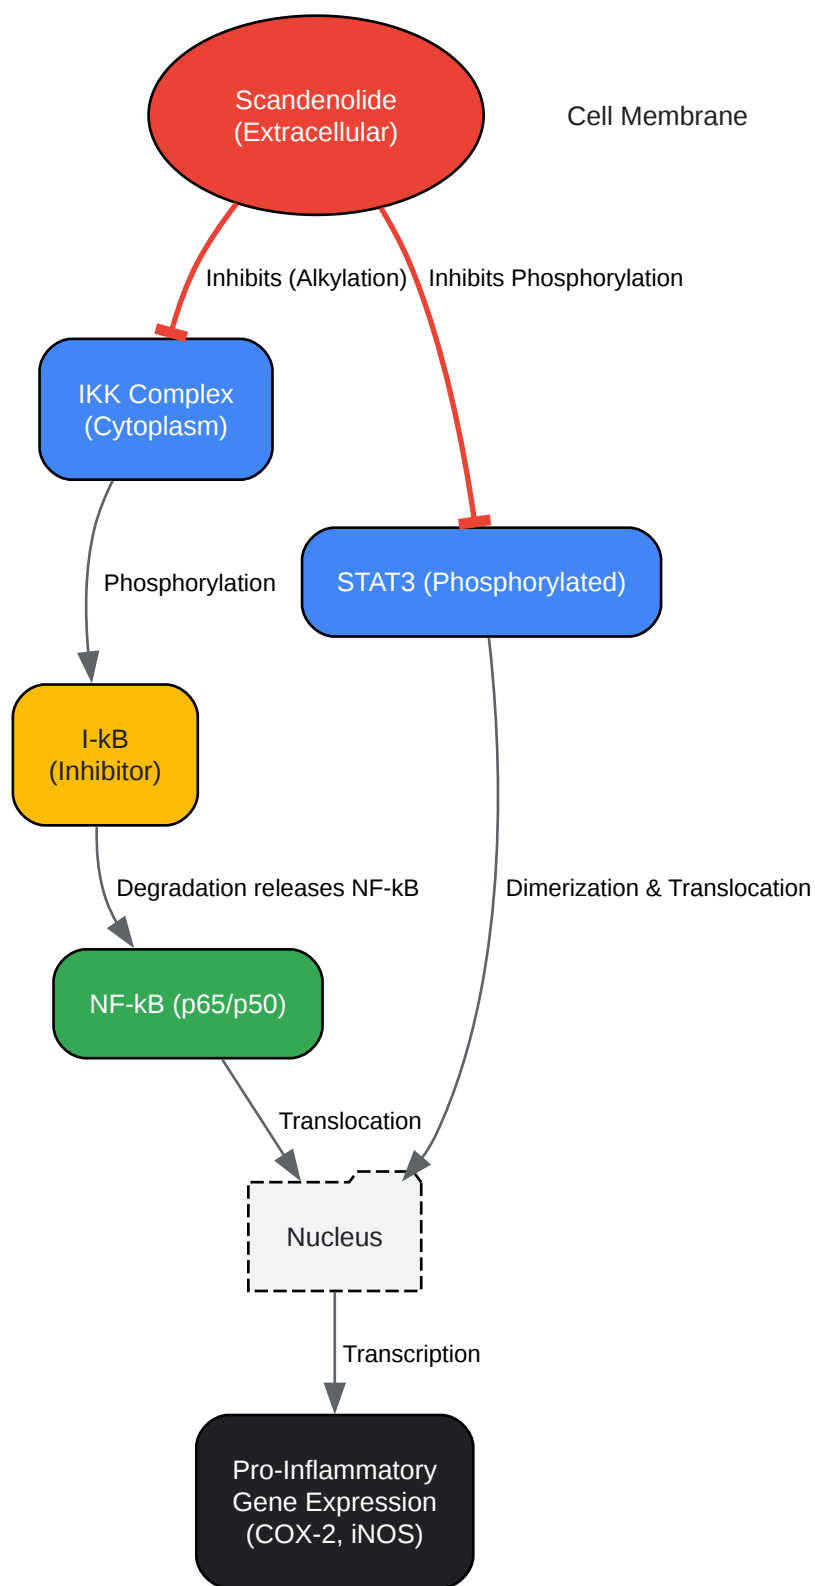 Scandenolide
(Extracellular)
Cell Membrane
Inhibits (Alkylation)
Inhibits Phosphorylation
IKK Complex
(Cytoplasm)
Phosphorylation
STAT3 (Phosphorylated)
I-kB
(Inhibitor)
Degradation releases NF-kB
Dimerization & Translocation
NF-kB (p65/p50)
Translocation
Nucleus
Transcription
Pro-Inflammatory
Gene Expression
(COX-2, iNOS)